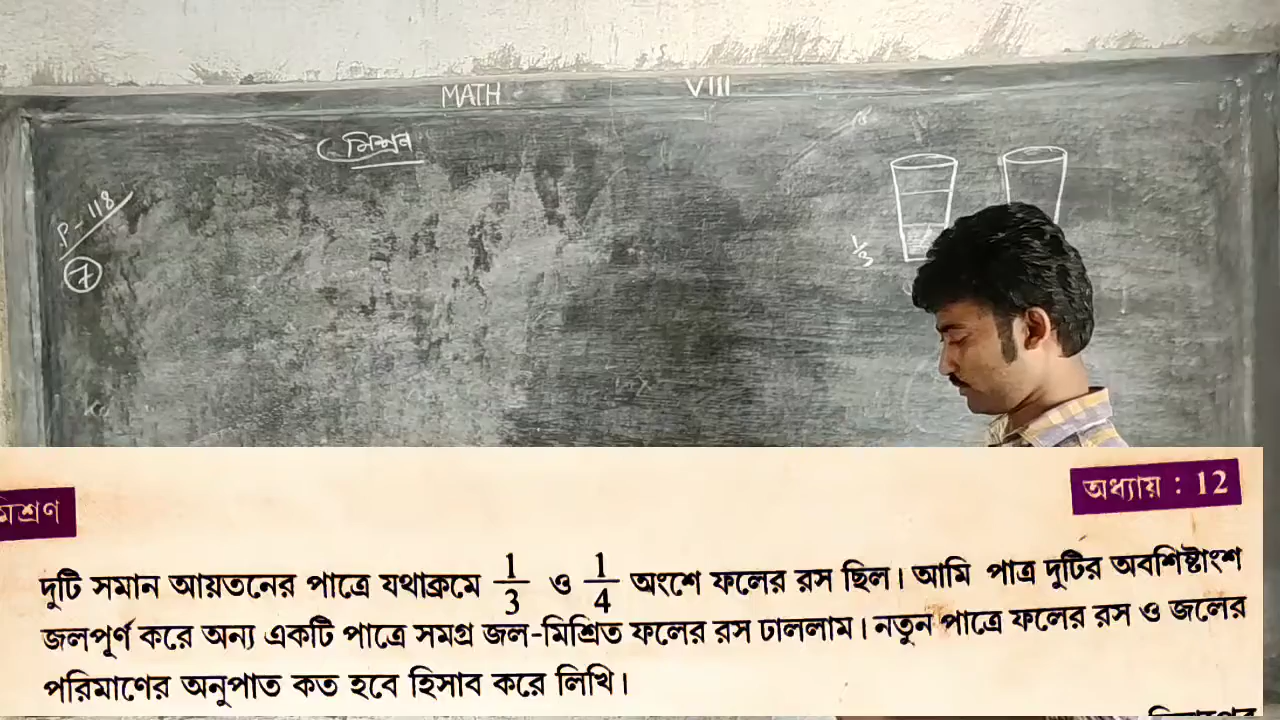 MATH VIII
মিশ্রণ
P-118
7
1/3
মিশ্রণ
অধ্যায় : 12
দুটি সমান আয়তনের পাত্রে যথাক্রমে 1/3 ও 1/4 অংশে ফলের রস ছিল। আমি পাত্র দুটির অবশিষ্টাংশ
জলপূর্ণ করে অন্য একটি পাত্রে সমগ্র জল-মিশ্রিত ফলের রস ঢাললাম। নতুন পাত্রে ফলের রস ও জলের
পরিমাণের অনুপাত কত হবে হিসাব করে লিখি।